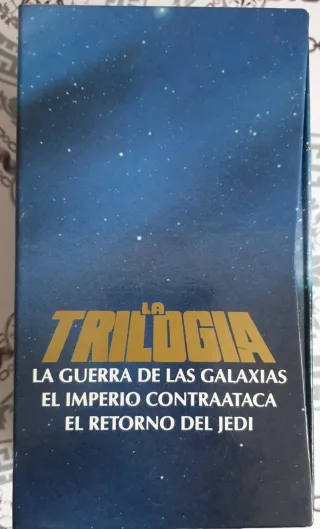 LA
TRILOGIA
LA GUERRA DE LAS GALAXIAS
EL IMPERIO CONTRAATACA
EL RETORNO DEL JEDI